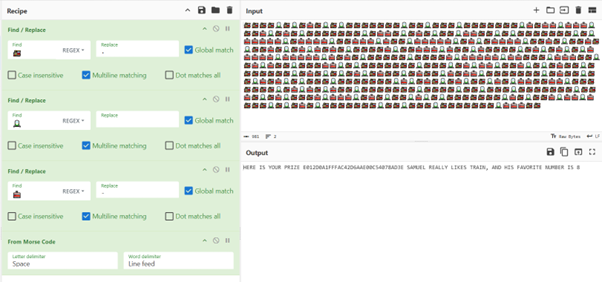 Recipe
Find / Replace
Find
REGEX
Replace
-
Global match
Case insensitive
Multiline matching
Dot matches all
Find / Replace
Find
REGEX
Replace
Global match
Case insensitive
Multiline matching
Dot matches all
Find / Replace
Find
REGEX
Replace
-
Global match
Case insensitive
Multiline matching
Dot matches all
From Morse Code
Letter delimiter
Space
Word delimiter
Line feed
Input
2
Raw Bytes
LF
Output
HERE IS YOUR PRIZE E012D0A1FFFAC42D6AAE00C54078AD3E SAMUEL REALLY LIKES TRAIN, AND HIS FAVORITE NUMBER IS 8